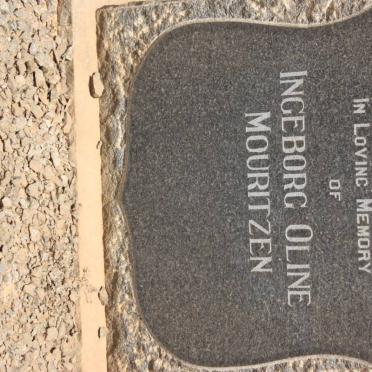 IN LOVING MEMORY
OF
INGEBORG OLINE
MOURITZEN